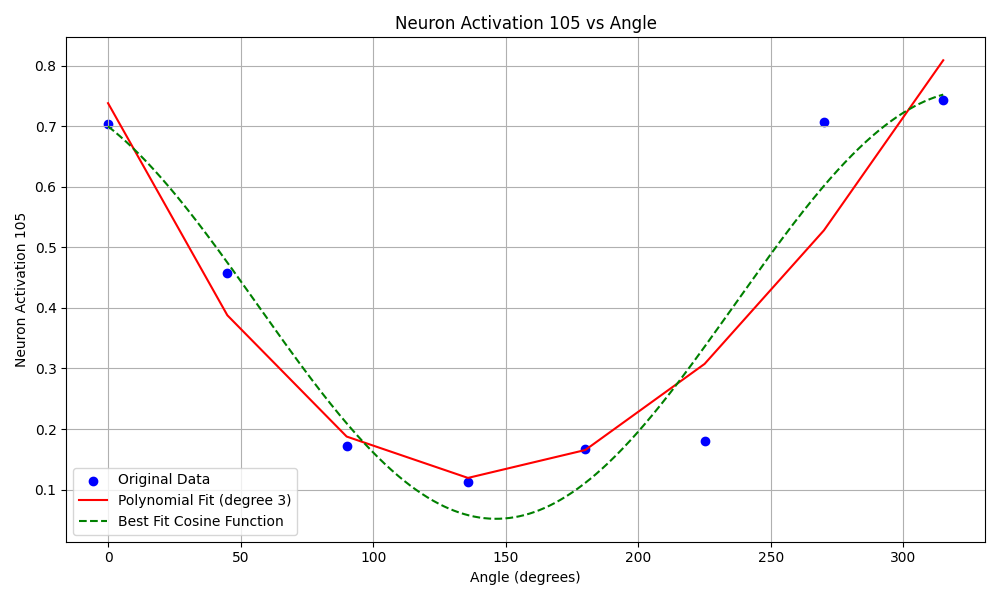 Neuron Activation 105 vs Angle
Neuron Activation 105
0.8
0.7
0.6
0.5
0.4
0.3
0.2
0.1
Original Data
Polynomial Fit (degree 3)
Best Fit Cosine Function
0 50 100 150 200 250 300
Angle (degrees)